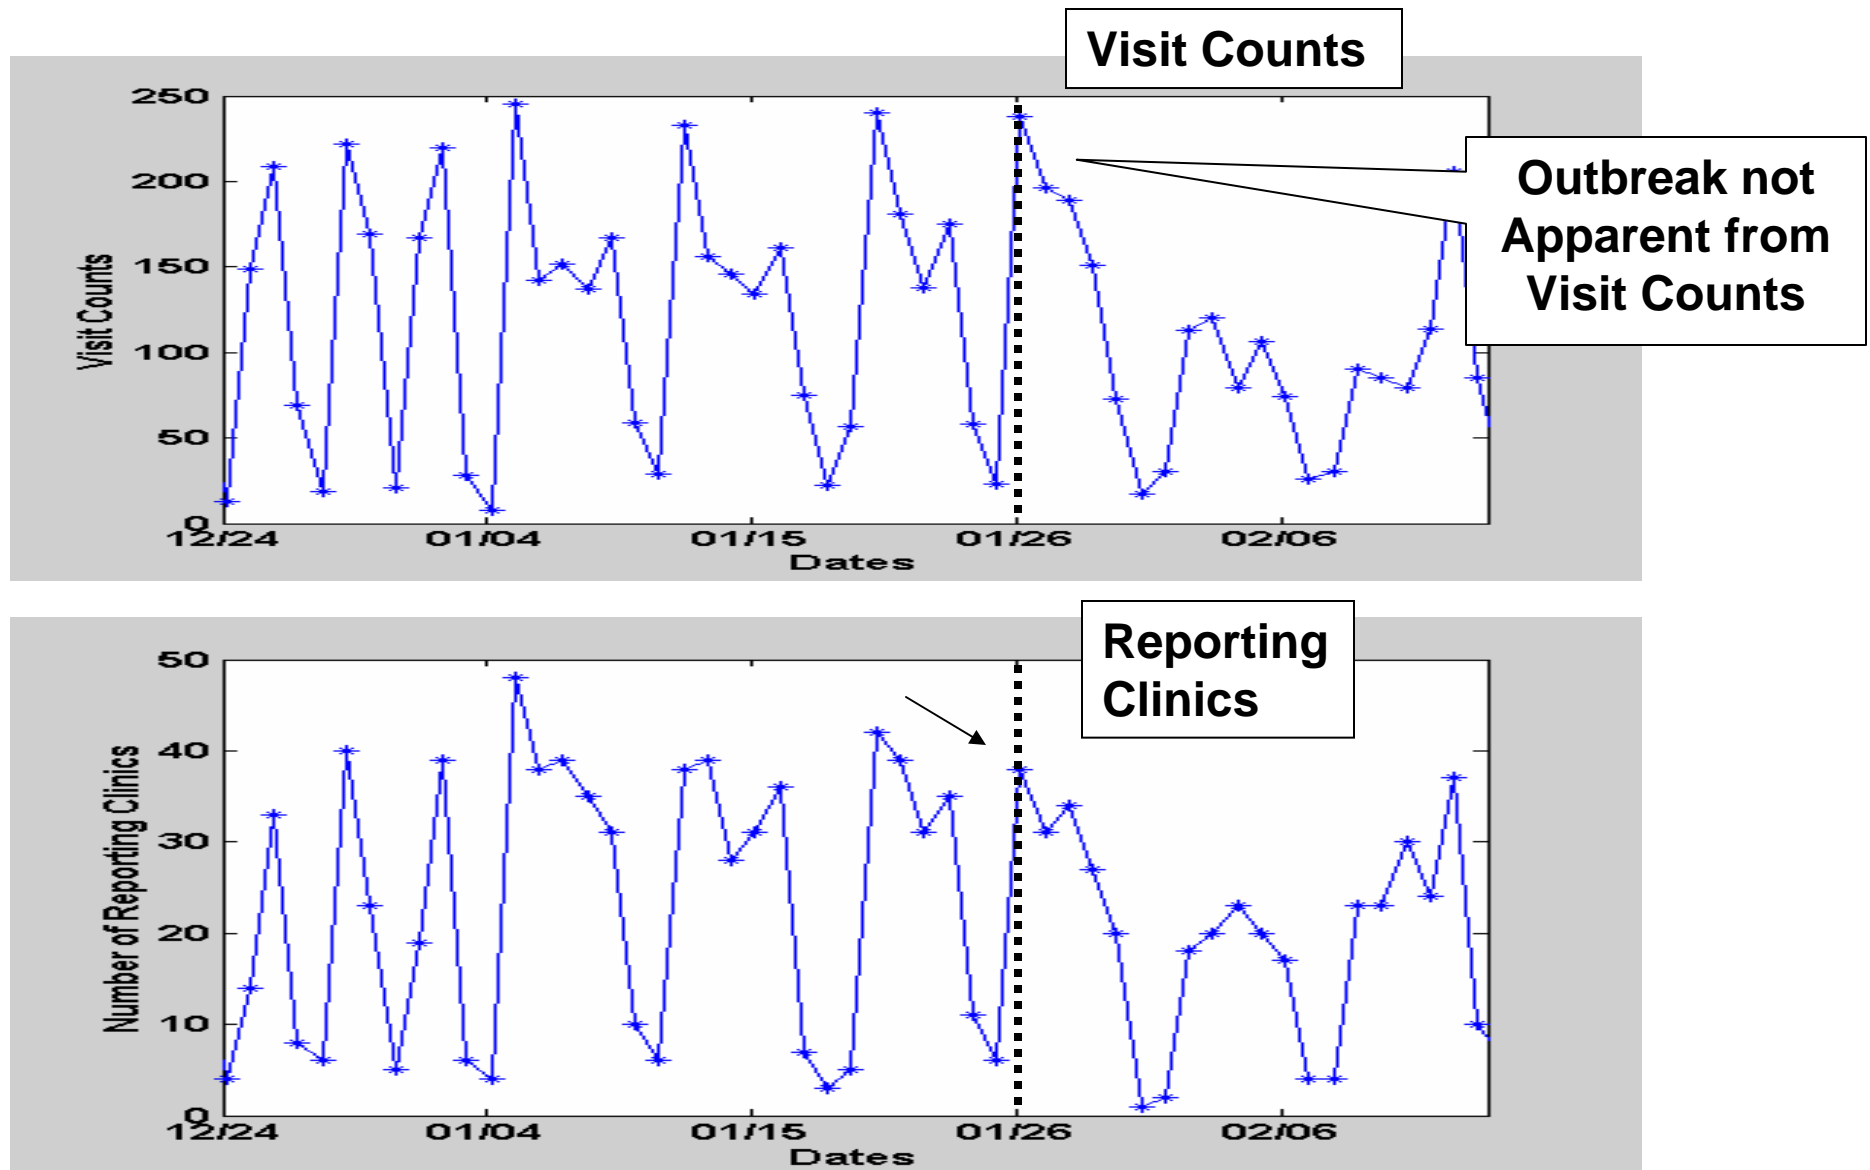 Visit Counts
250
200
150
100
50
0
Visit Counts
12/24
01/04
01/15
01/26
02/06
Dates
Outbreak not
Apparent from
Visit Counts
Reporting
Clinics
50
40
30
20
10
0
Number of Reporting Clinics
12/24
01/04
01/15
01/26
02/06
Dates